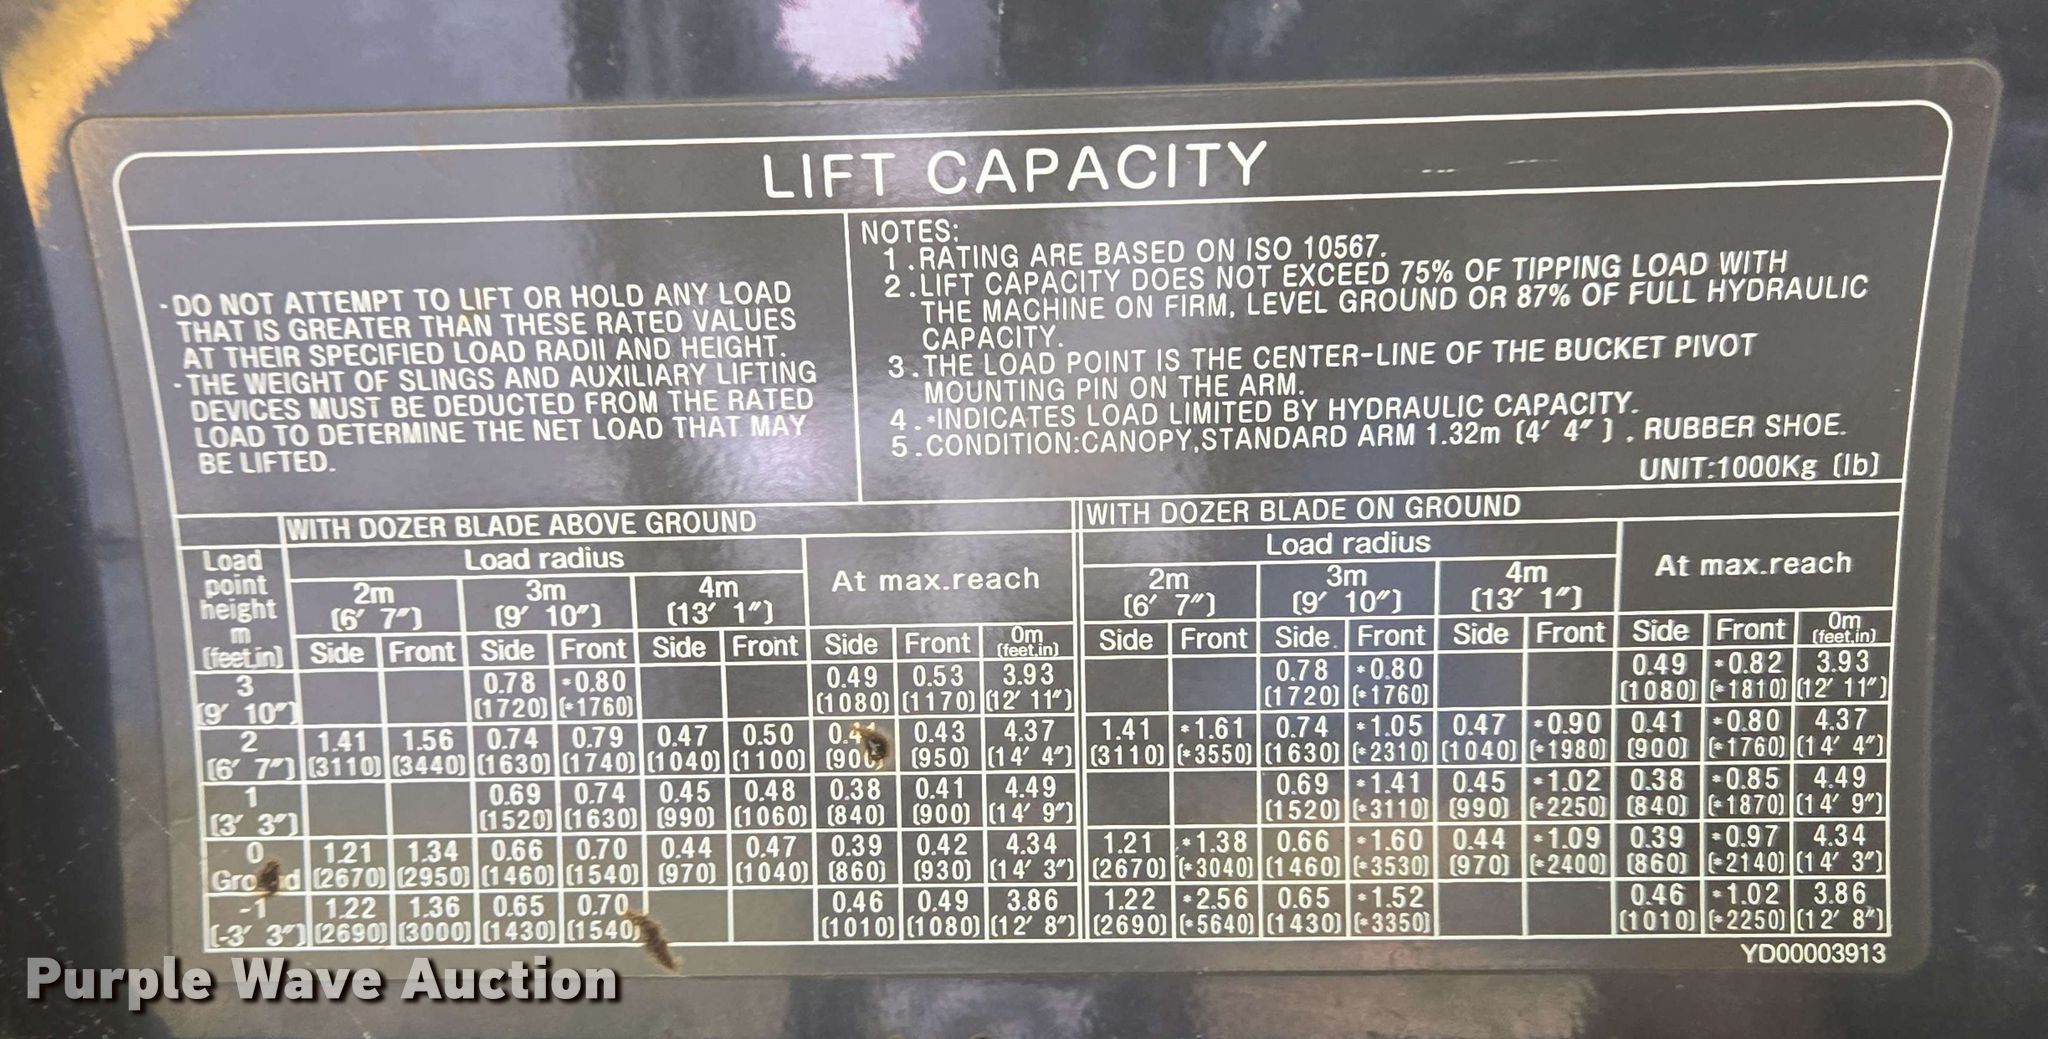 LIFT CAPACITY
·DO NOT ATTEMPT TO LIFT OR HOLD ANY LOAD
THAT IS GREATER THAN THESE RATED VALUES
AT THEIR SPECIFIED LOAD RADII AND HEIGHT.
·THE WEIGHT OF SLINGS AND AUXILIARY LIFTING
DEVICES MUST BE DEDUCTED FROM THE RATED
LOAD TO DETERMINE THE NET LOAD THAT MAY
BE LIFTED.
NOTES:
1.RATING ARE BASED ON ISO 10567.
2.LIFT CAPACITY DOES NOT EXCEED 75% OF TIPPING LOAD WITH
THE MACHINE ON FIRM, LEVEL GROUND OR 87% OF FULL HYDRAULIC
CAPACITY.
3.THE LOAD POINT IS THE CENTER-LINE OF THE BUCKET PIVOT
MOUNTING PIN ON THE ARM.
4.*INDICATES LOAD LIMITED BY HYDRAULIC CAPACITY.
5.CONDITION:CANOPY,STANDARD ARM 1.32m (4′ 4″), RUBBER SHOE.
UNIT:1000Kg (lb)
WITH DOZER BLADE ABOVE GROUND WITH DOZER BLADE ON GROUND
Load point height m (feet,in)
Load radius At max.reach Load radius At max.reach
2m 3m 4m 2m 3m 4m
(6′ 7″) (9′ 10″) (13′ 1″) (6′ 7″) (9′ 10″) (13′ 1″)
Side Front Side Front Side Front Side Front 0m (feet,in) Side Front Side. Front Side Front Side Front 0m (feet,in)
3 0.78 *0.80 0.49 0.53 3.93 0.78 *0.80 0.49 *0.82 3.93
(9′ 10″) (1720) (*1760) (1080) (1170) (12′ 11″) (1720) (*1760) (1080) (*1810) (12′ 11″)
2 1.41 1.56 0.74 0.79 0.47 0.50 0.43 4.37 1.41 *1.61 0.74 *1.05 0.47 *0.90 0.41 *0.80 4.37
(6′ 7″) (3110) (3440) (1630) (1740) (1040) (1100) (900) (950) (14′ 4″) (3110) (*3550) (1630) (*2310) (1040) (*1980) (900) (*1760) (14′ 4″)
1 0.69 0.74 0.45 0.48 0.38 0.41 4.49 0.69 *1.41 0.45 *1.02 0.38 *0.85 4.49
(3′ 3″) (1520) (1630) (990) (1060) (840) (900) (14′ 9″) (1520) (*3110) (990) (*2250) (840) (*1870) (14′ 9″)
0 1.21 1.34 0.66 0.70 0.44 0.47 0.39 0.42 4.34 1.21 *1.38 0.66 *1.60 0.44 *1.09 0.39 *0.97 4.34
Ground (2670) (2950) (1460) (1540) (970) (1040) (860) (930) (14′ 3″) (2670) (*3040) (1460) (*3530) (970) (*2400) (860) (*2140) (14′ 3″)
-1 1.22 1.36 0.65 0.70 0.46 0.49 3.86 1.22 *2.56 0.65 *1.52 0.46 *1.02 3.86
(-3′ 3″) (2690) (3000) (1430) (1540) (1010) (1080) (12′ 8″) (2690) (*5640) (1430) (*3350) (1010) (*2250) (12′ 8″)
YD00003913
Purple Wave Auction